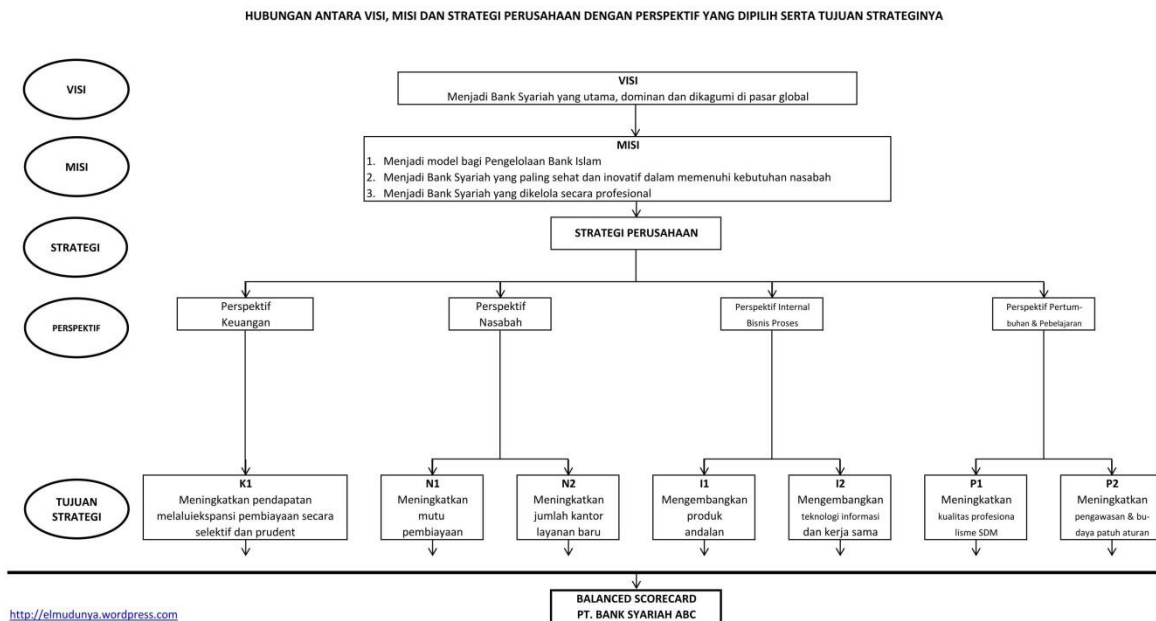 HUBUNGAN ANTARA VISI, MISI DAN STRATEGI PERUSAHAAN DENGAN PERSPEKTIF YANG DIPILIH SERTA TUJUAN STRATEGINYA
VISI
VISI
Menjadi Bank Syariah yang utama, dominan dan dikagumi di pasar global
MISI
MISI
1. Menjadi model bagi Pengelolaan Bank Islam
2. Menjadi Bank Syariah yang paling sehat dan inovatif dalam memenuhi kebutuhan nasabah
3. Menjadi Bank Syariah yang dikelola secara profesional
STRATEGI
STRATEGI PERUSAHAAN
PERSPEKTIF
Perspektif
Keuangan
Perspektif
Nasabah
Perspektif Internal
Bisnis Proses
Perspektif Pertum-
buhan & Pebelajaran
TUJUAN
STRATEGI
K1
Meningkatkan pendapatan
melaluiekspansi pembiayaan secara
selektif dan prudent
N1
Meningkatkan
mutu
pembiayaan
N2
Meningkatkan
jumlah kantor
layanan baru
I1
Mengembangkan
produk
andalan
I2
Mengembangkan
teknologi informasi
dan kerja sama
P1
Meningkatkan
kualitas profesiona
lisme SDM
P2
Meningkatkan
pengawasan & bu-
daya patuh aturan
BALANCED SCORECARD
PT. BANK SYARIAH ABC
http://elmudunya.wordpress.com